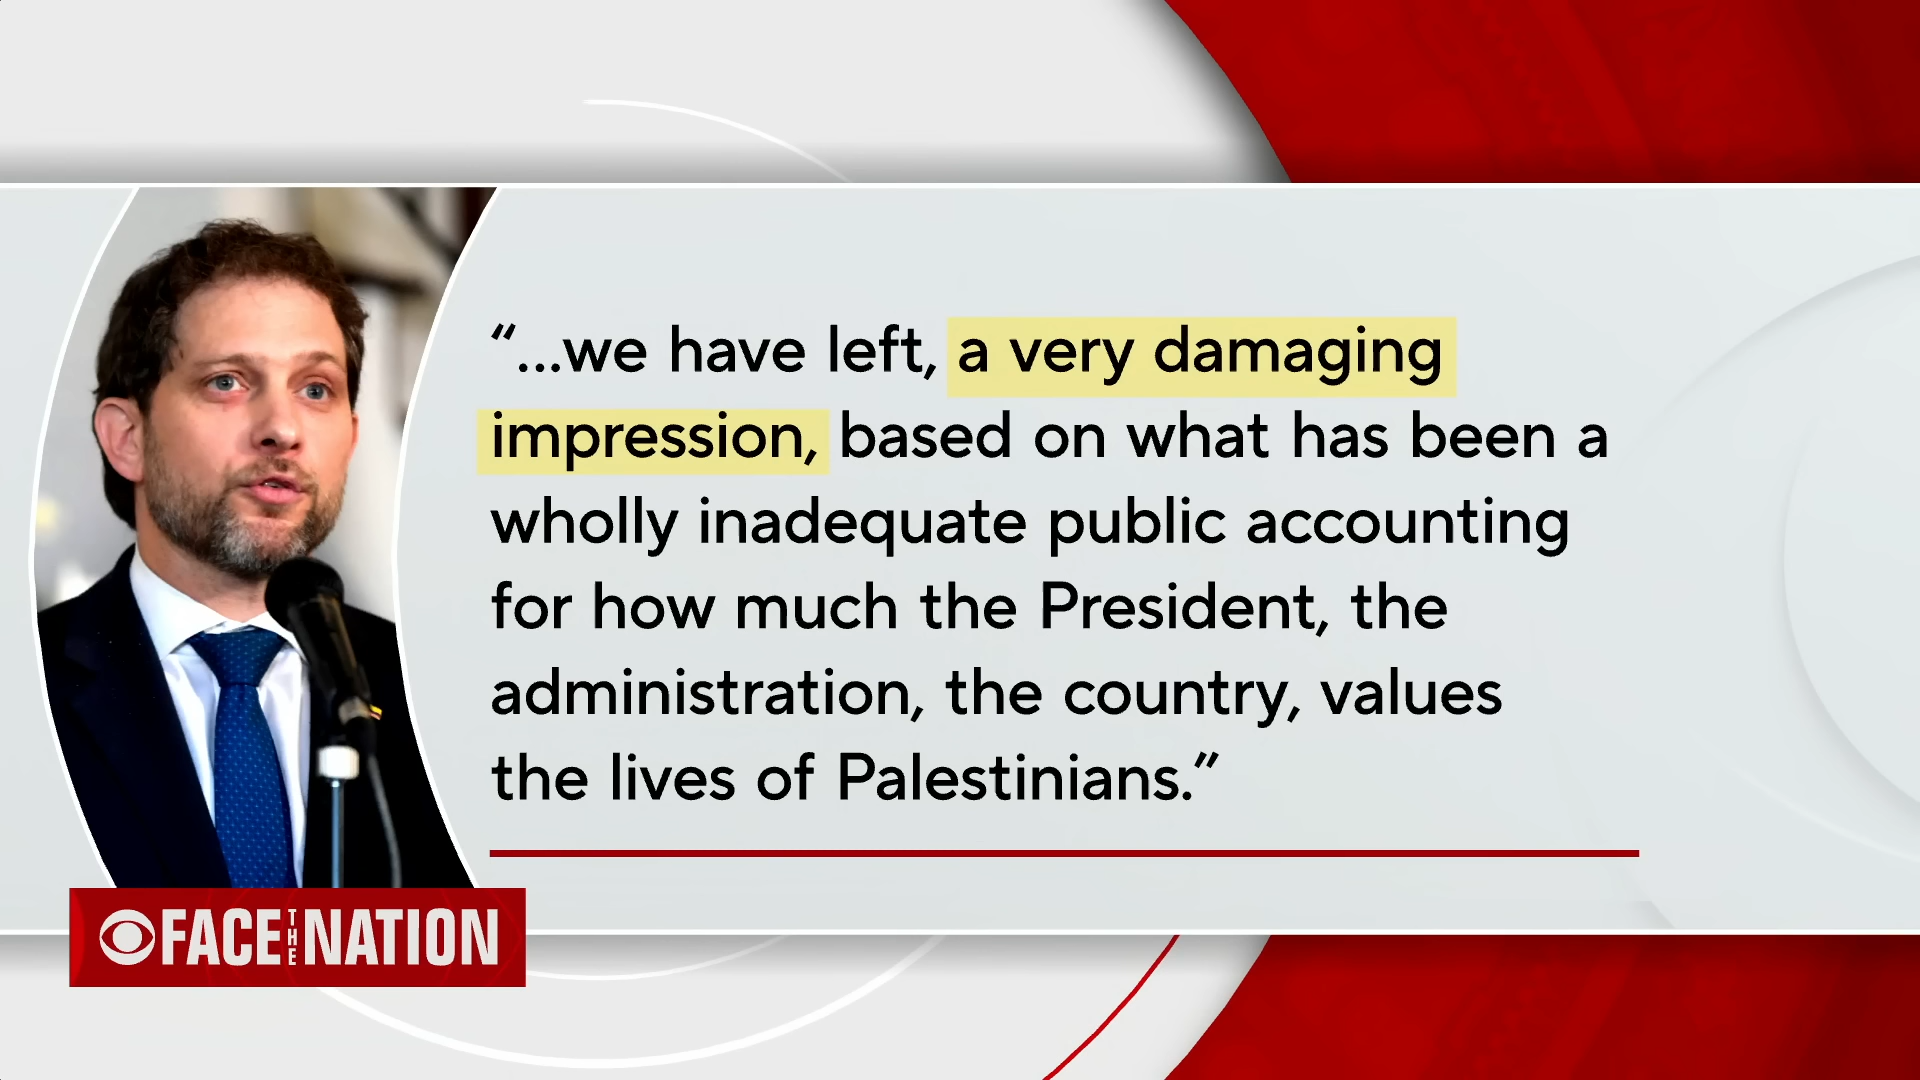 “...we have left, a very damaging
impression, based on what has been a
wholly inadequate public accounting
for how much the President, the
administration, the country, values
the lives of Palestinians.”
FACE THE NATION